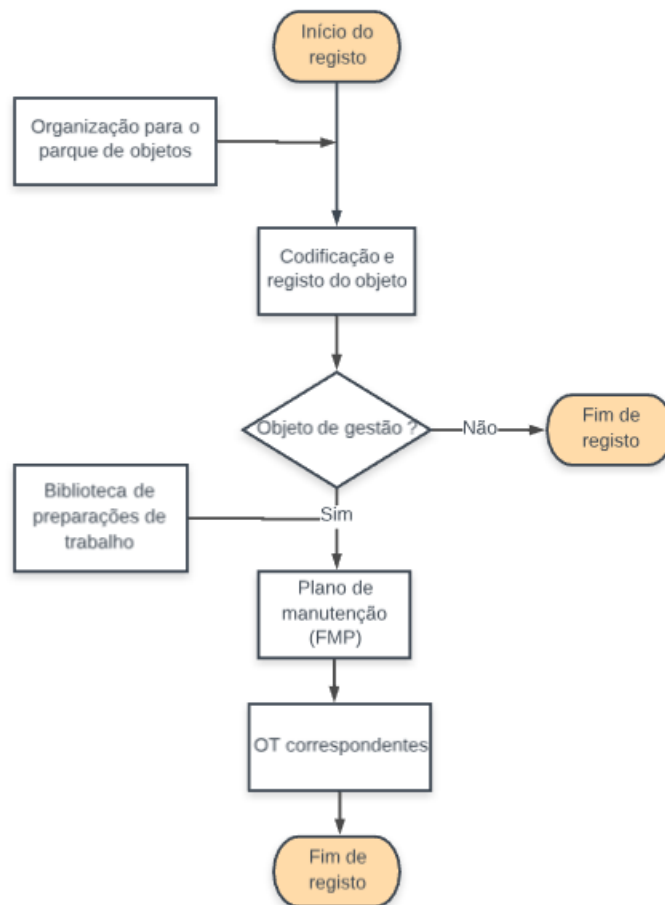 Início do
registo
Organização para o
parque de objetos
Codificação e
registo do objeto
Objeto de gestão ?
Não
Fim de
registo
Biblioteca de
preparações de
trabalho
Sim
Plano de
manutenção
(FMP)
OT correspondentes
Fim de
registo